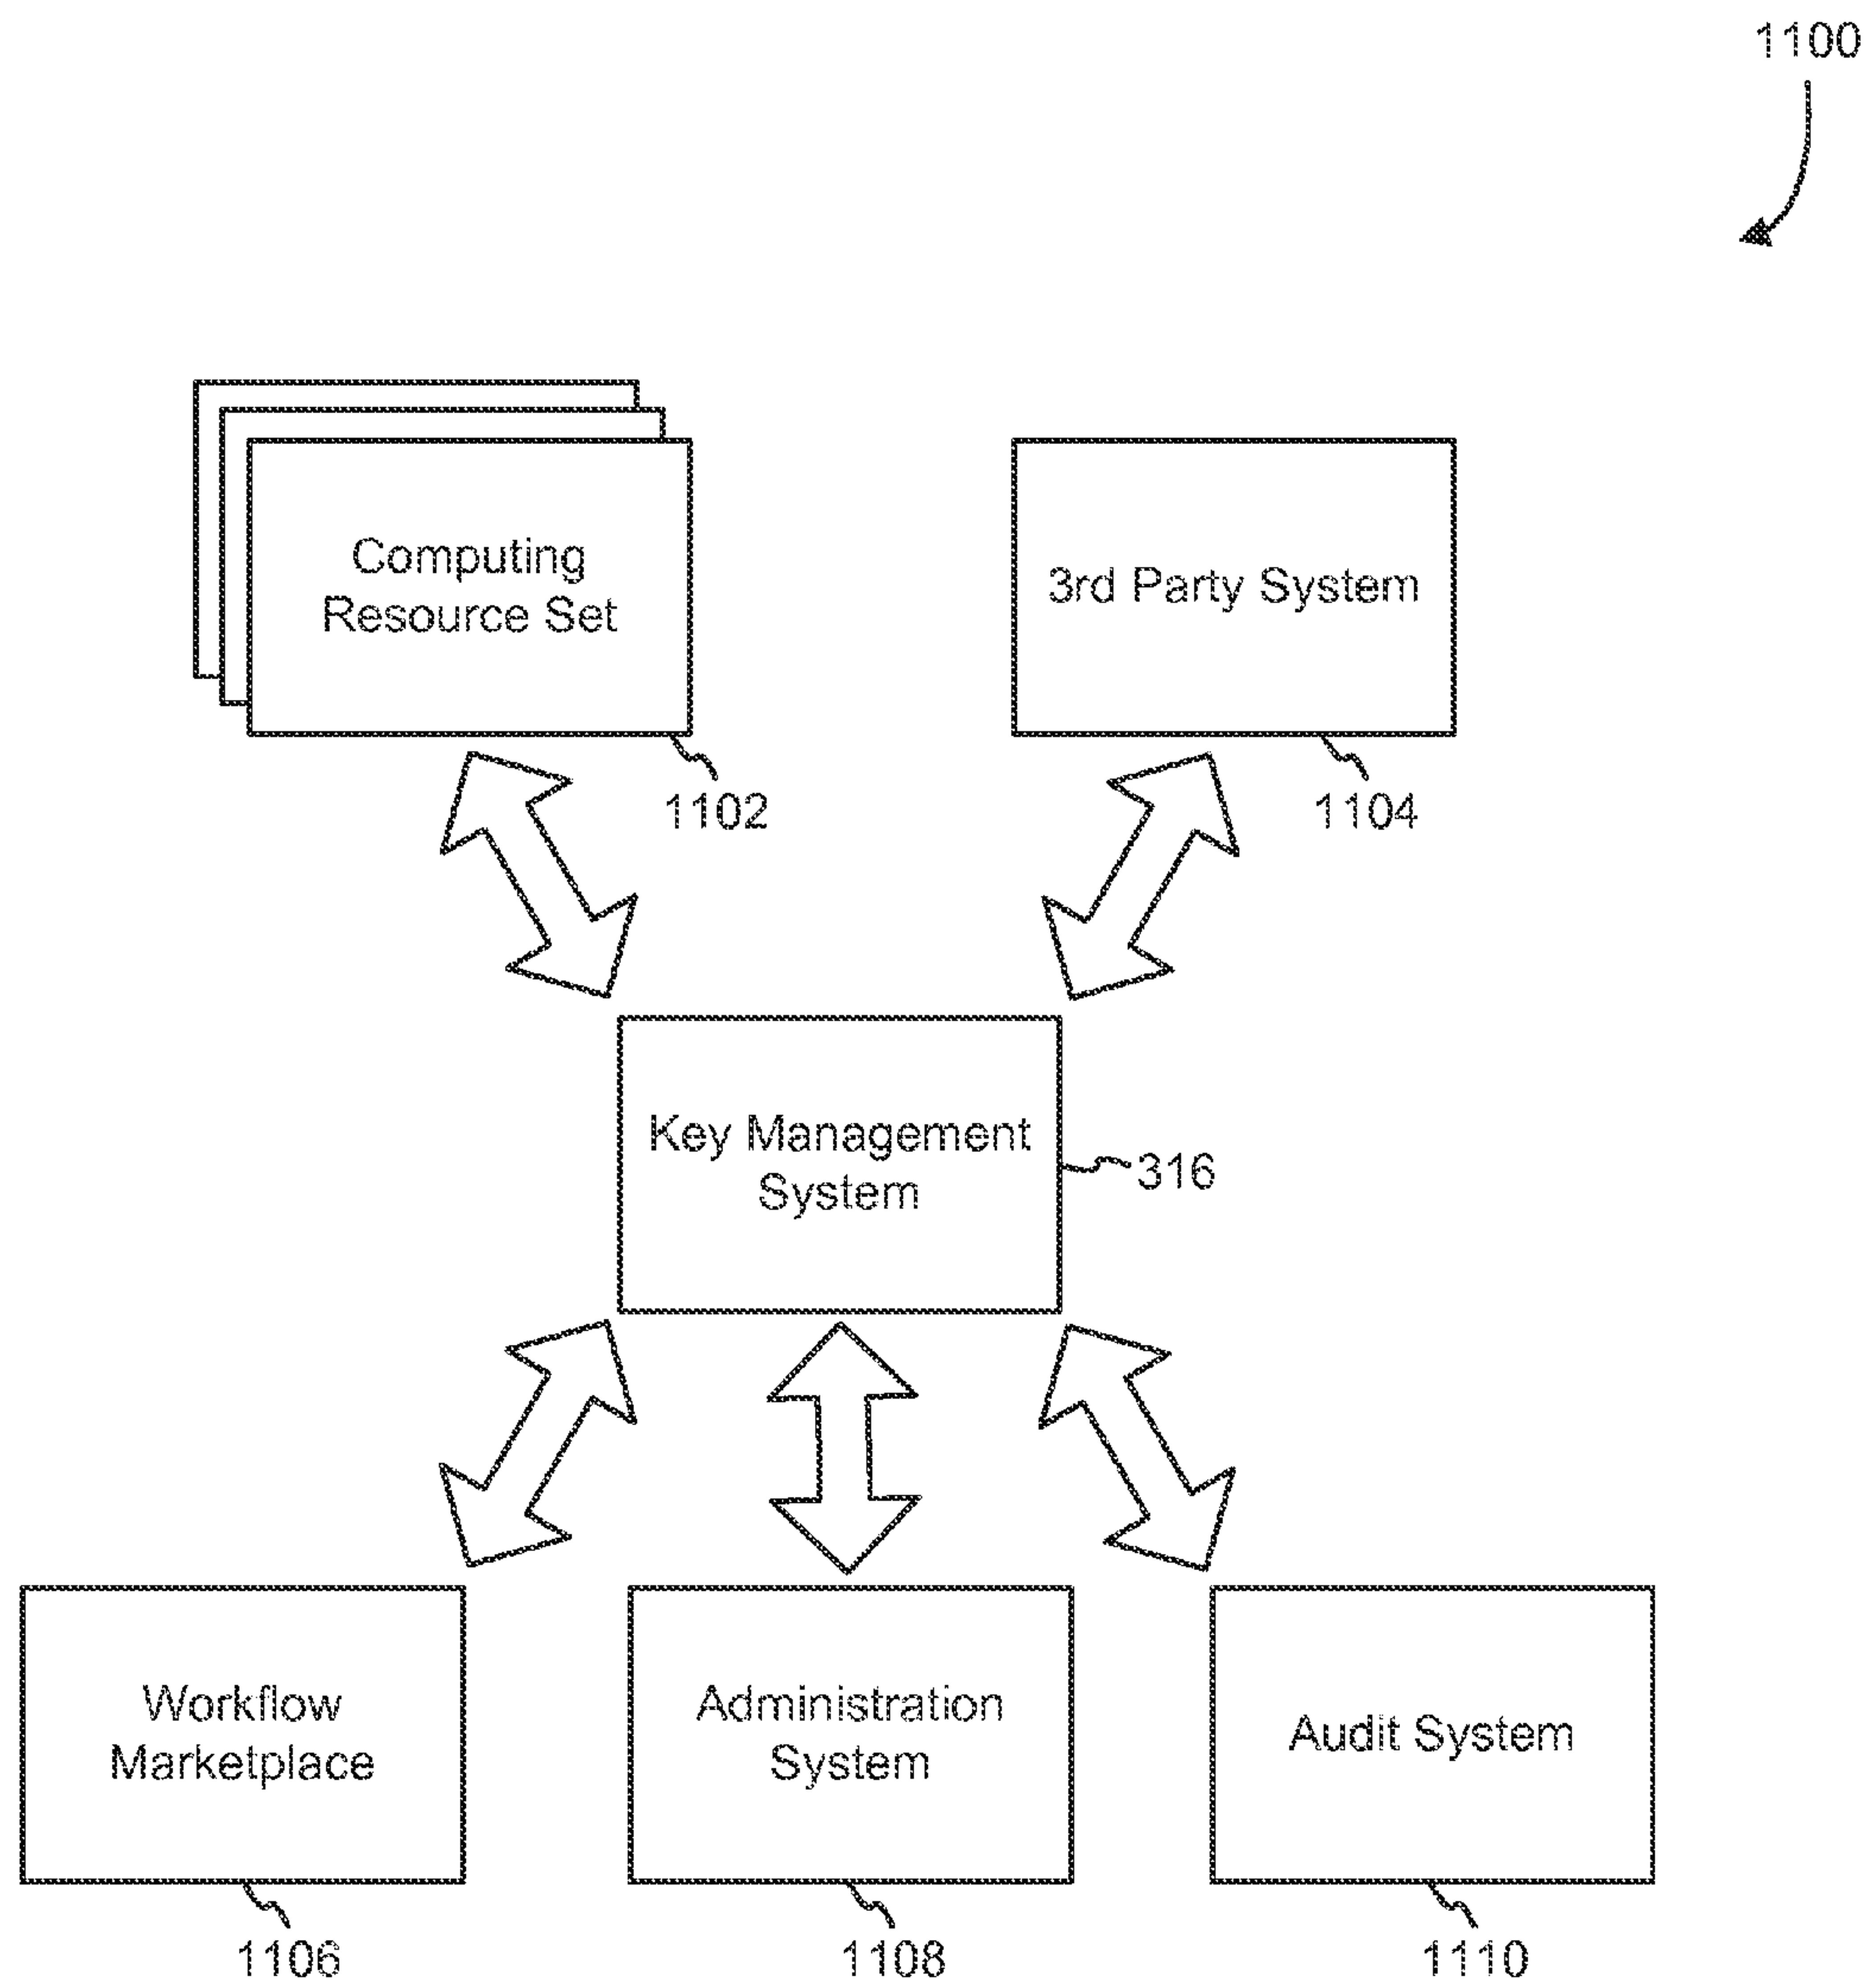 1100
Computing
Resource Set
3rd Party System
1102
1104
Key Management
System
316
Workflow
Marketplace
Administration
System
Audit System
1106
1108
1110